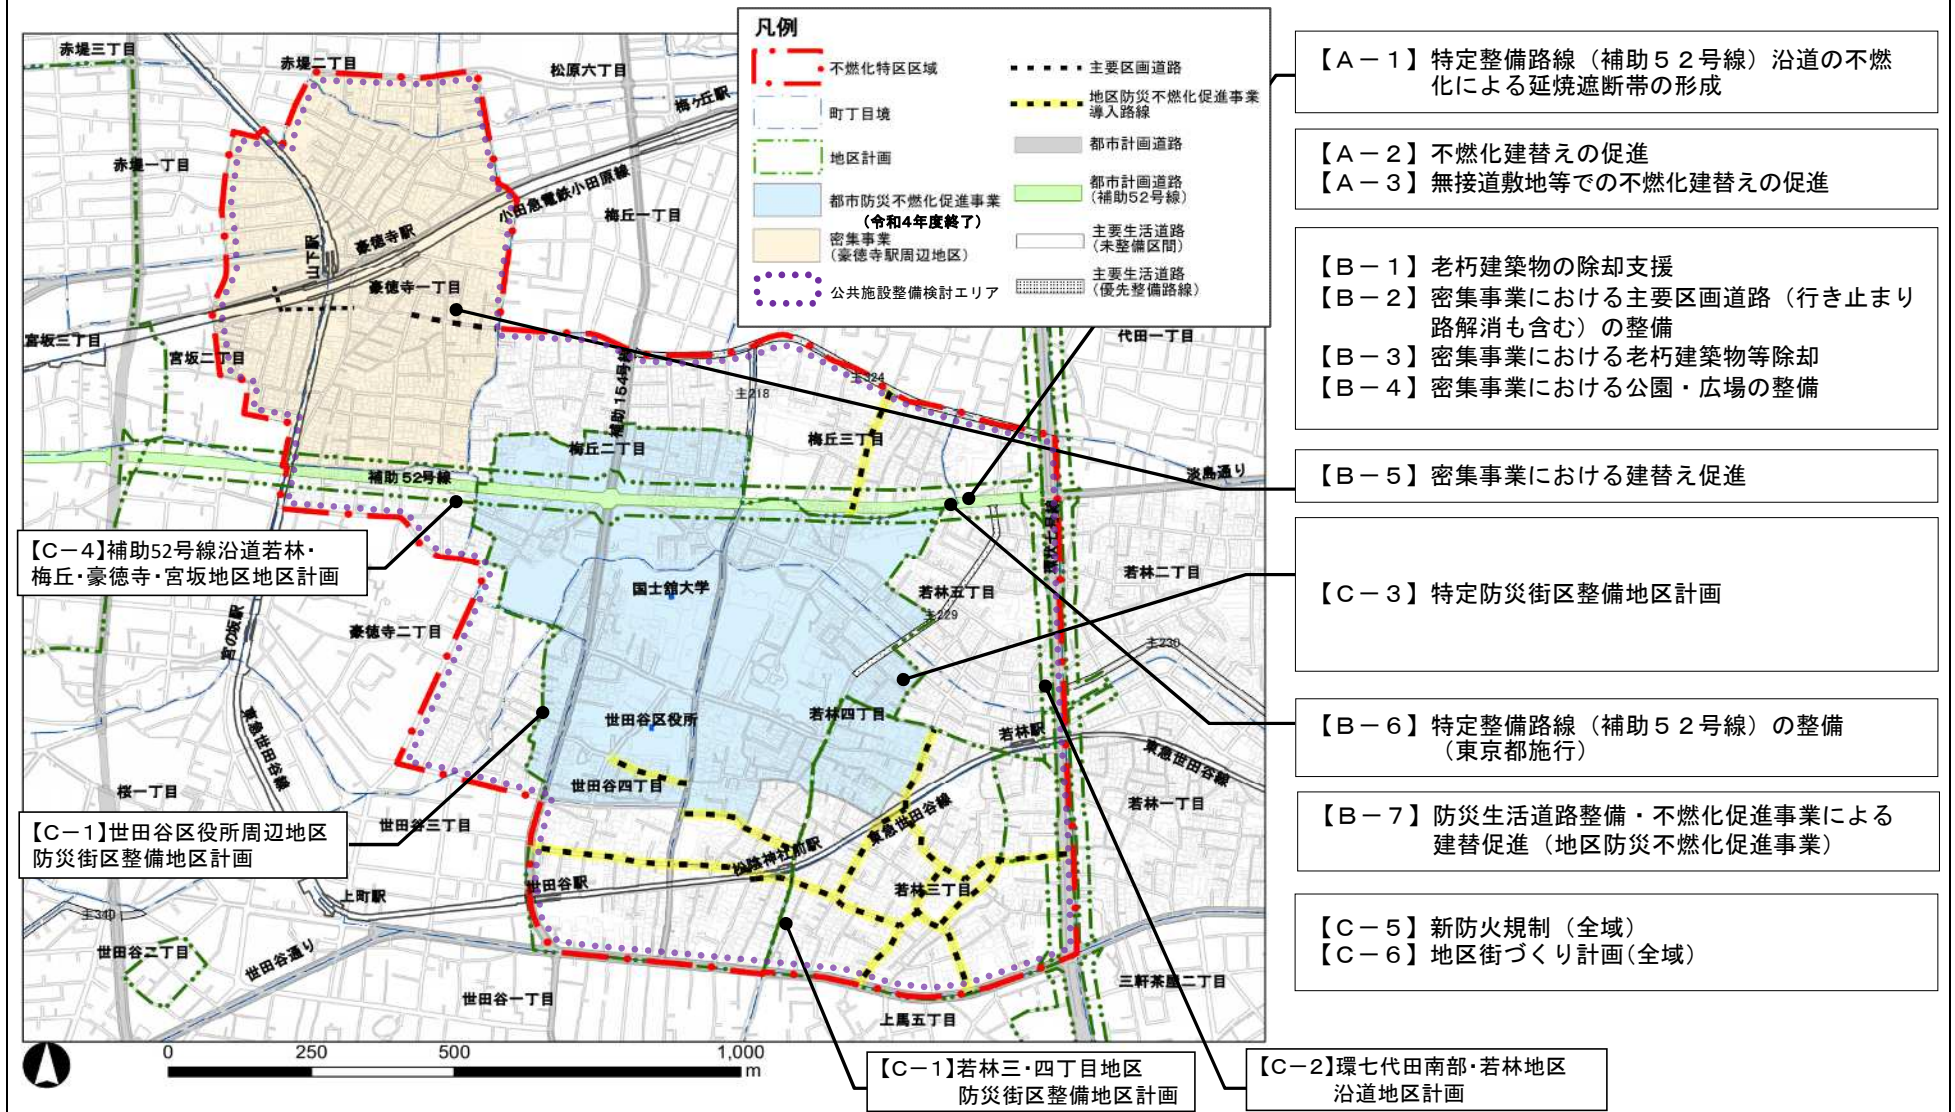 凡例
不燃化特区区域
町丁目境
地区計画
都市防災不燃化促進事業
(令和4年度終了)
密集事業
(豪徳寺駅周辺地区)
公共施設整備検討エリア
主要区画道路
地区防災不燃化促進事業
導入路線
都市計画道路
都市計画道路
(補助52号線)
主要生活道路
(未整備区間)
主要生活道路
(優先整備路線)
赤堤三丁目
赤堤二丁目
松原六丁目
梅ヶ丘駅
赤堤一丁目
小田急電鉄小田原線
梅丘一丁目
山下駅
豪徳寺駅
豪徳寺一丁目
宮坂三丁目
宮坂二丁目
代田一丁目
主324
主218
補助154号線
梅丘二丁目
梅丘三丁目
補助52号線
淡島通り
環状七号線
国士舘大学
若林五丁目
若林二丁目
主229
主230
豪徳寺二丁目
宮の坂駅
東急世田谷線
世田谷区役所
若林四丁目
若林駅
東急世田谷線
世田谷四丁目
桜一丁目
世田谷三丁目
若林一丁目
東急世田谷線
松陰神社前駅
世田谷駅
若林三丁目
上町駅
主340
世田谷二丁目
世田谷通り
世田谷一丁目
三軒茶屋二丁目
上馬五丁目
0 250 500 1,000
m
【C-4】補助52号線沿道若林・
梅丘・豪徳寺・宮坂地区地区計画
【C-1】世田谷区役所周辺地区
防災街区整備地区計画
【C-1】若林三・四丁目地区
防災街区整備地区計画
【C-2】環七代田南部・若林地区
沿道地区計画
【A-1】特定整備路線(補助52号線)沿道の不燃
化による延焼遮断帯の形成
【A-2】不燃化建替えの促進
【A-3】無接道敷地等での不燃化建替えの促進
【B-1】老朽建築物の除却支援
【B-2】密集事業における主要区画道路(行き止まり
路解消も含む)の整備
【B-3】密集事業における老朽建築物等除却
【B-4】密集事業における公園・広場の整備
【B-5】密集事業における建替え促進
【C-3】特定防災街区整備地区計画
【B-6】特定整備路線(補助52号線)の整備
(東京都施行)
【B-7】防災生活道路整備・不燃化促進事業による
建替促進(地区防災不燃化促進事業)
【C-5】新防火規制(全域)
【C-6】地区街づくり計画(全域)